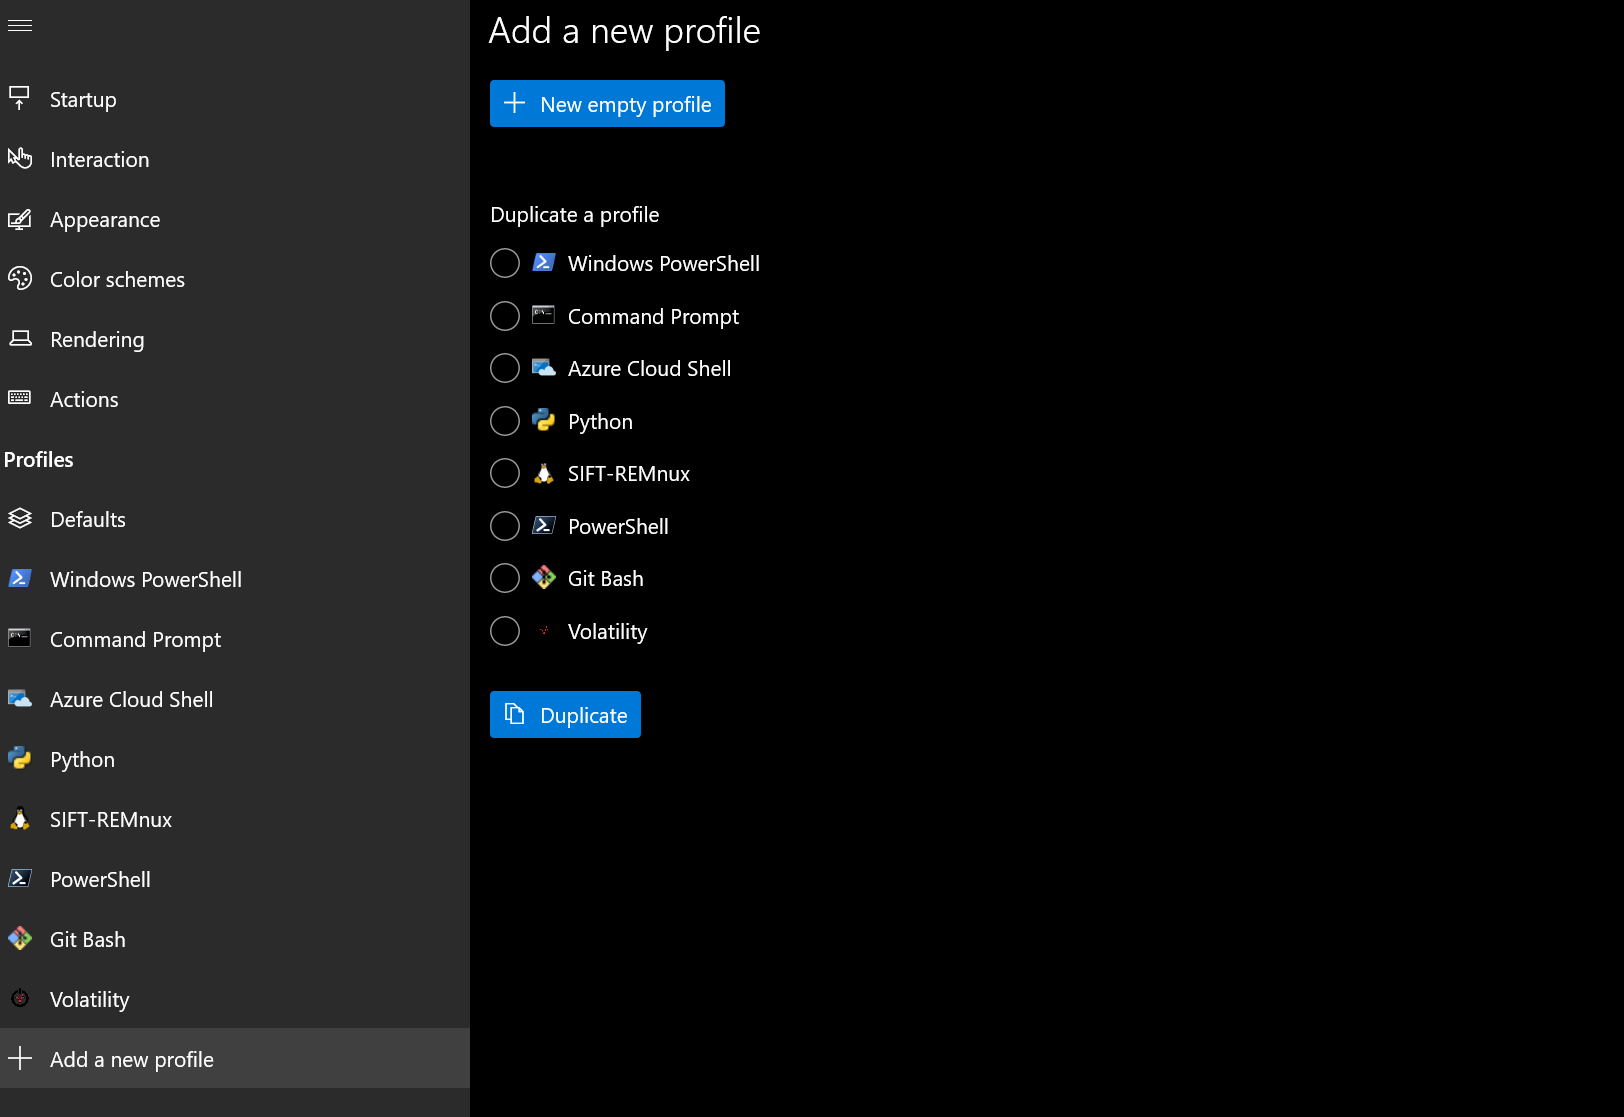 Startup
Interaction
Appearance
Color schemes
Rendering
Actions
Profiles
Defaults
Windows PowerShell
Command Prompt
Azure Cloud Shell
Python
SIFT-REMnux
PowerShell
Git Bash
Volatility
Add a new profile
Add a new profile
New empty profile
Duplicate a profile
Windows PowerShell
Command Prompt
Azure Cloud Shell
Python
SIFT-REMnux
PowerShell
Git Bash
Volatility
Duplicate